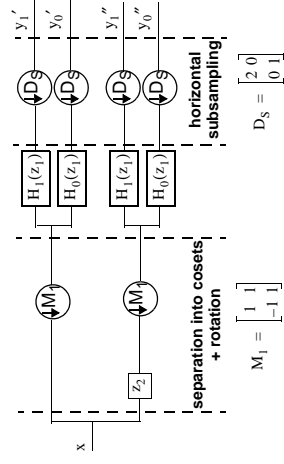 x
z₂
↓M₁
↓M₁
separation into cosets
+ rotation
M₁ = [ 1 1
-1 1 ]
H₁(z₁)
H₀(z₁)
H₁(z₁)
H₀(z₁)
↓Dₛ
↓Dₛ
↓Dₛ
↓Dₛ
horizontal
subsampling
Dₛ = [ 2 0
0 1 ]
y₁′
y₀′
y₁″
y₀″